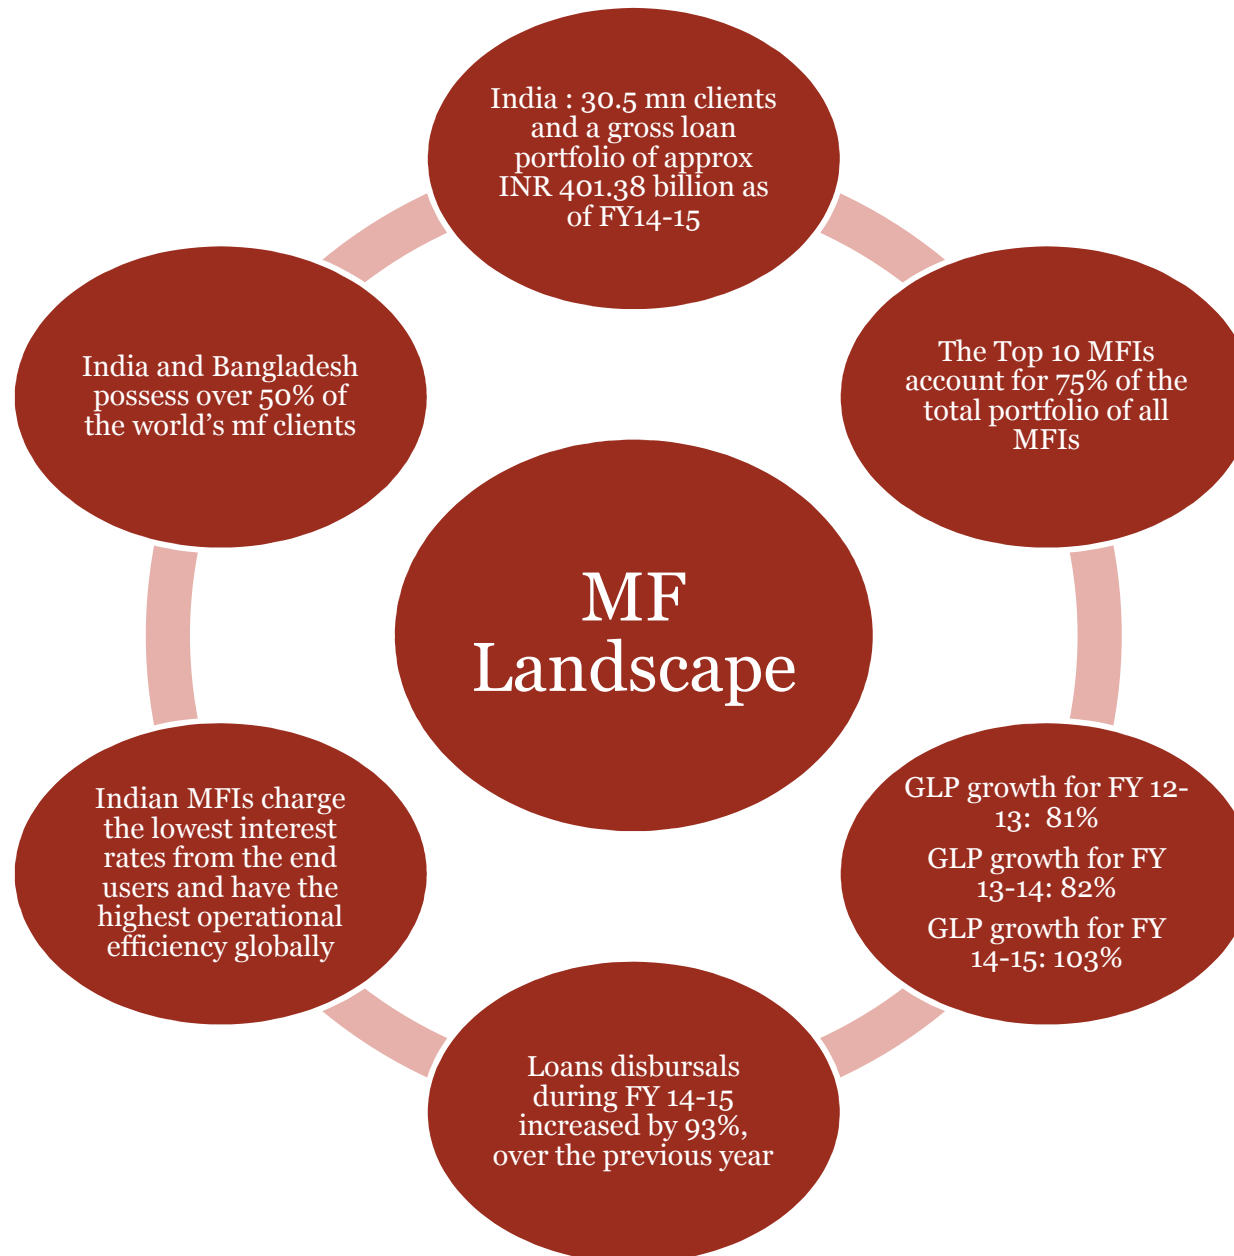 India : 30.5 mn clients
and a gross loan
portfolio of approx
INR 401.38 billion as
of FY14-15
The Top 10 MFIs
account for 75% of the
total portfolio of all
MFIs
GLP growth for FY 12-
13:  81%
GLP growth for FY
13-14: 82%
GLP growth for FY
14-15: 103%
Loans disbursals
during FY 14-15
increased by 93%,
over the previous year
Indian MFIs charge
the lowest interest
rates from the end
users and have the
highest operational
efficiency globally
India and Bangladesh
possess over 50% of
the world’s mf clients
MF
Landscape